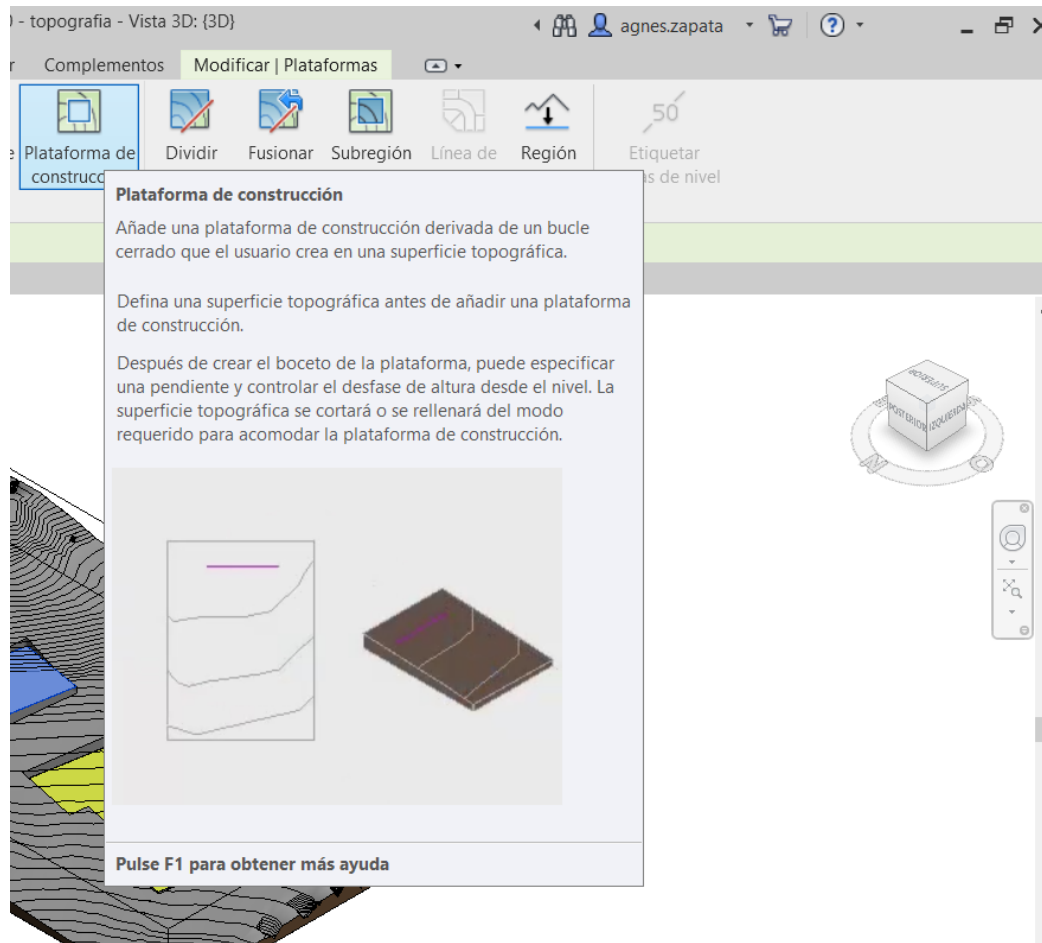 - topografia - Vista 3D: {3D}
agnes.zapata
Complementos
Modificar | Plataformas
Plataforma de
construcc
Dividir
Fusionar
Subregión
Línea de
Región
50
Etiquetar
de nivel
Plataforma de construcción
Añade una plataforma de construcción derivada de un bucle
cerrado que el usuario crea en una superficie topográfica.
Defina una superficie topográfica antes de añadir una plataforma
de construcción.
Después de crear el boceto de la plataforma, puede especificar
una pendiente y controlar el desfase de altura desde el nivel. La
superficie topográfica se cortará o se rellenará del modo
requerido para acomodar la plataforma de construcción.
SUPERIOR
POSTERIOR
IZQUIERDA
N
O
Pulse F1 para obtener más ayuda